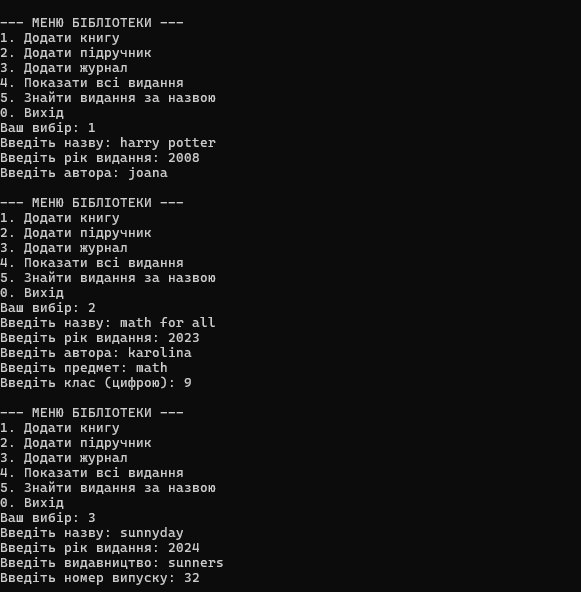 --- МЕНЮ БІБЛІОТЕКИ ---
1. Додати книгу
2. Додати підручник
3. Додати журнал
4. Показати всі видання
5. Знайти видання за назвою
0. Вихід
Ваш вибір: 1
Введіть назву: harry potter
Введіть рік видання: 2008
Введіть автора: joana

--- МЕНЮ БІБЛІОТЕКИ ---
1. Додати книгу
2. Додати підручник
3. Додати журнал
4. Показати всі видання
5. Знайти видання за назвою
0. Вихід
Ваш вибір: 2
Введіть назву: math for all
Введіть рік видання: 2023
Введіть автора: karolina
Введіть предмет: math
Введіть клас (цифрою): 9

--- МЕНЮ БІБЛІОТЕКИ ---
1. Додати книгу
2. Додати підручник
3. Додати журнал
4. Показати всі видання
5. Знайти видання за назвою
0. Вихід
Ваш вибір: 3
Введіть назву: sunnyday
Введіть рік видання: 2024
Введіть видавництво: sunners
Введіть номер випуску: 32